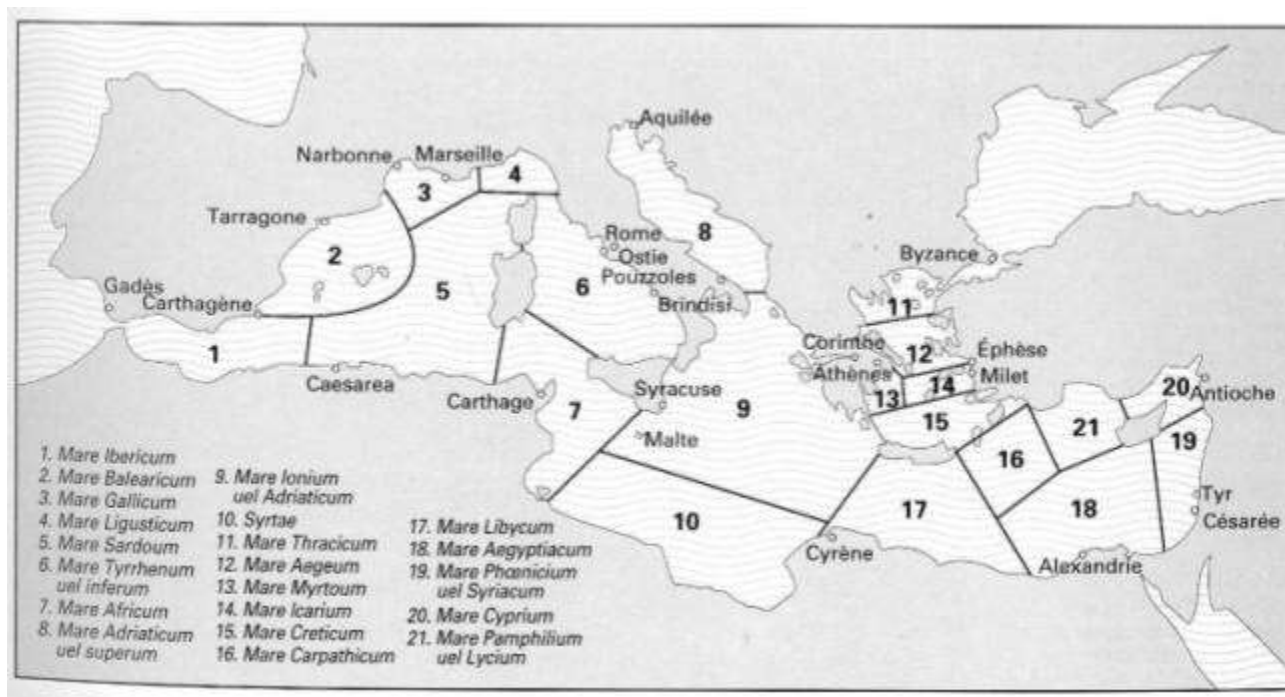 Aquilée
Narbonne
Marseille
4
3
Tarragone
Rome
8
Ostie
Byzance
2
Pouzzoles
6
Gadès
5
Brindisi
11
Carthagène
Corinthe
12
Éphèse
1
Athènes
Milet
14
20
Caesarea
Syracuse
13
Antioche
Carthage
7
9
15
21
19
Malte
16
Tyr
10
17
18
Césarée
Cyrène
Alexandrie
1. Mare Ibericum
2. Mare Balearicum
3. Mare Gallicum
4. Mare Ligusticum
5. Mare Sardoum
6. Mare Tyrrhenum
uel inferum
7. Mare Africum
8. Mare Adriaticum
uel superum
9. Mare Ionium
uel Adriaticum
10. Syrtae
11. Mare Thracicum
12. Mare Aegeum
13. Mare Myrtoum
14. Mare Icarium
15. Mare Creticum
16. Mare Carpathicum
17. Mare Libycum
18. Mare Aegyptiacum
19. Mare Phœnicium
uel Syriacum
20. Mare Cyprium
21. Mare Pamphilium
uel Lycium